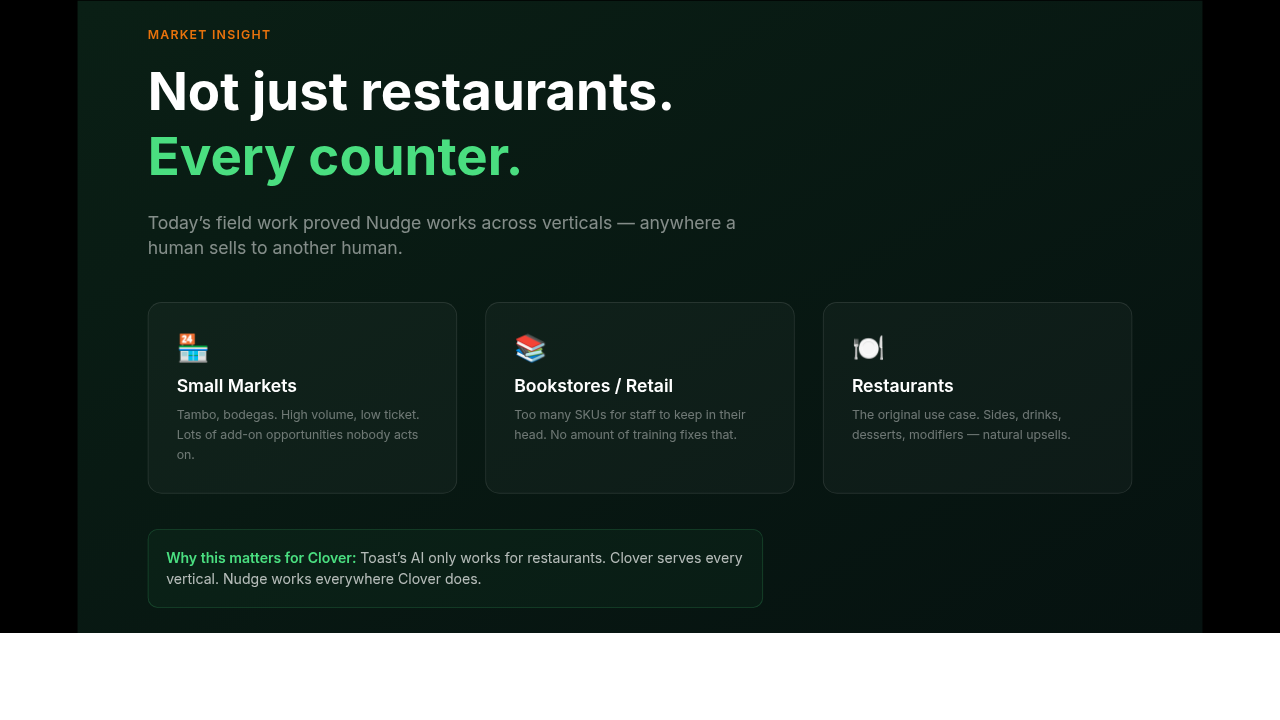 MARKET INSIGHT
Not just restaurants.
Every counter.
Today’s field work proved Nudge works across verticals — anywhere a
human sells to another human.
24
Small Markets
Tambo, bodegas. High volume, low ticket.
Lots of add-on opportunities nobody acts
on.
Bookstores / Retail
Too many SKUs for staff to keep in their
head. No amount of training fixes that.
Restaurants
The original use case. Sides, drinks,
desserts, modifiers — natural upsells.
Why this matters for Clover: Toast’s AI only works for restaurants. Clover serves every
vertical. Nudge works everywhere Clover does.